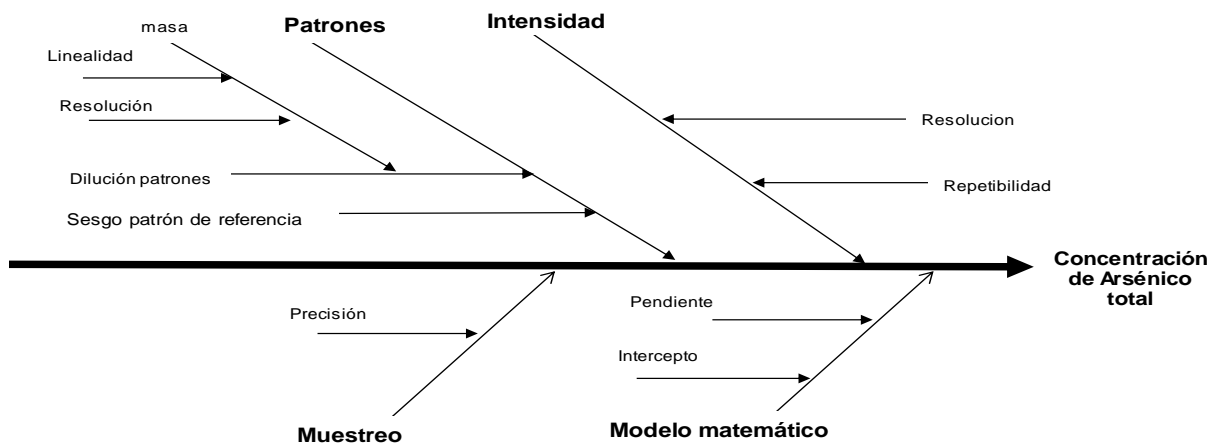 masa
Patrones
Intensidad
Linealidad
Resolución
Resolucion
Dilución patrones
Repetibilidad
Sesgo patrón de referencia
Concentración
de Arsénico
total
Precisión
Pendiente
Intercepto
Muestreo
Modelo matemático